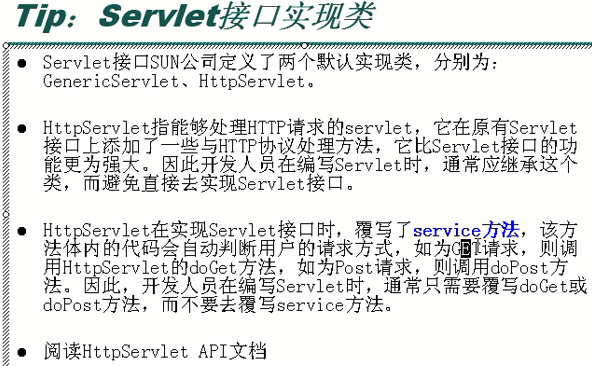 Tip：Servlet接口实现类
● Servlet接口SUN公司定义了两个默认实现类，分别为：
GenericServlet、HttpServlet。
● HttpServlet指能够处理HTTP请求的servlet，它在原有Servlet
接口上添加了一些与HTTP协议处理方法，它比Servlet接口的功
能更为强大。因此开发人员在编写Servlet时，通常应继承这个
类，而避免直接去实现Servlet接口。
● HttpServlet在实现Servlet接口时，覆写了service方法，该方
法体内的代码会自动判断用户的请求方式，如为GET请求，则调
用HttpServlet的doGet方法，如为Post请求，则调用doPost方
法。因此，开发人员在编写Servlet时，通常只需要覆写doGet或
doPost方法，而不要去覆写service方法。
● 阅读HttpServlet API文档